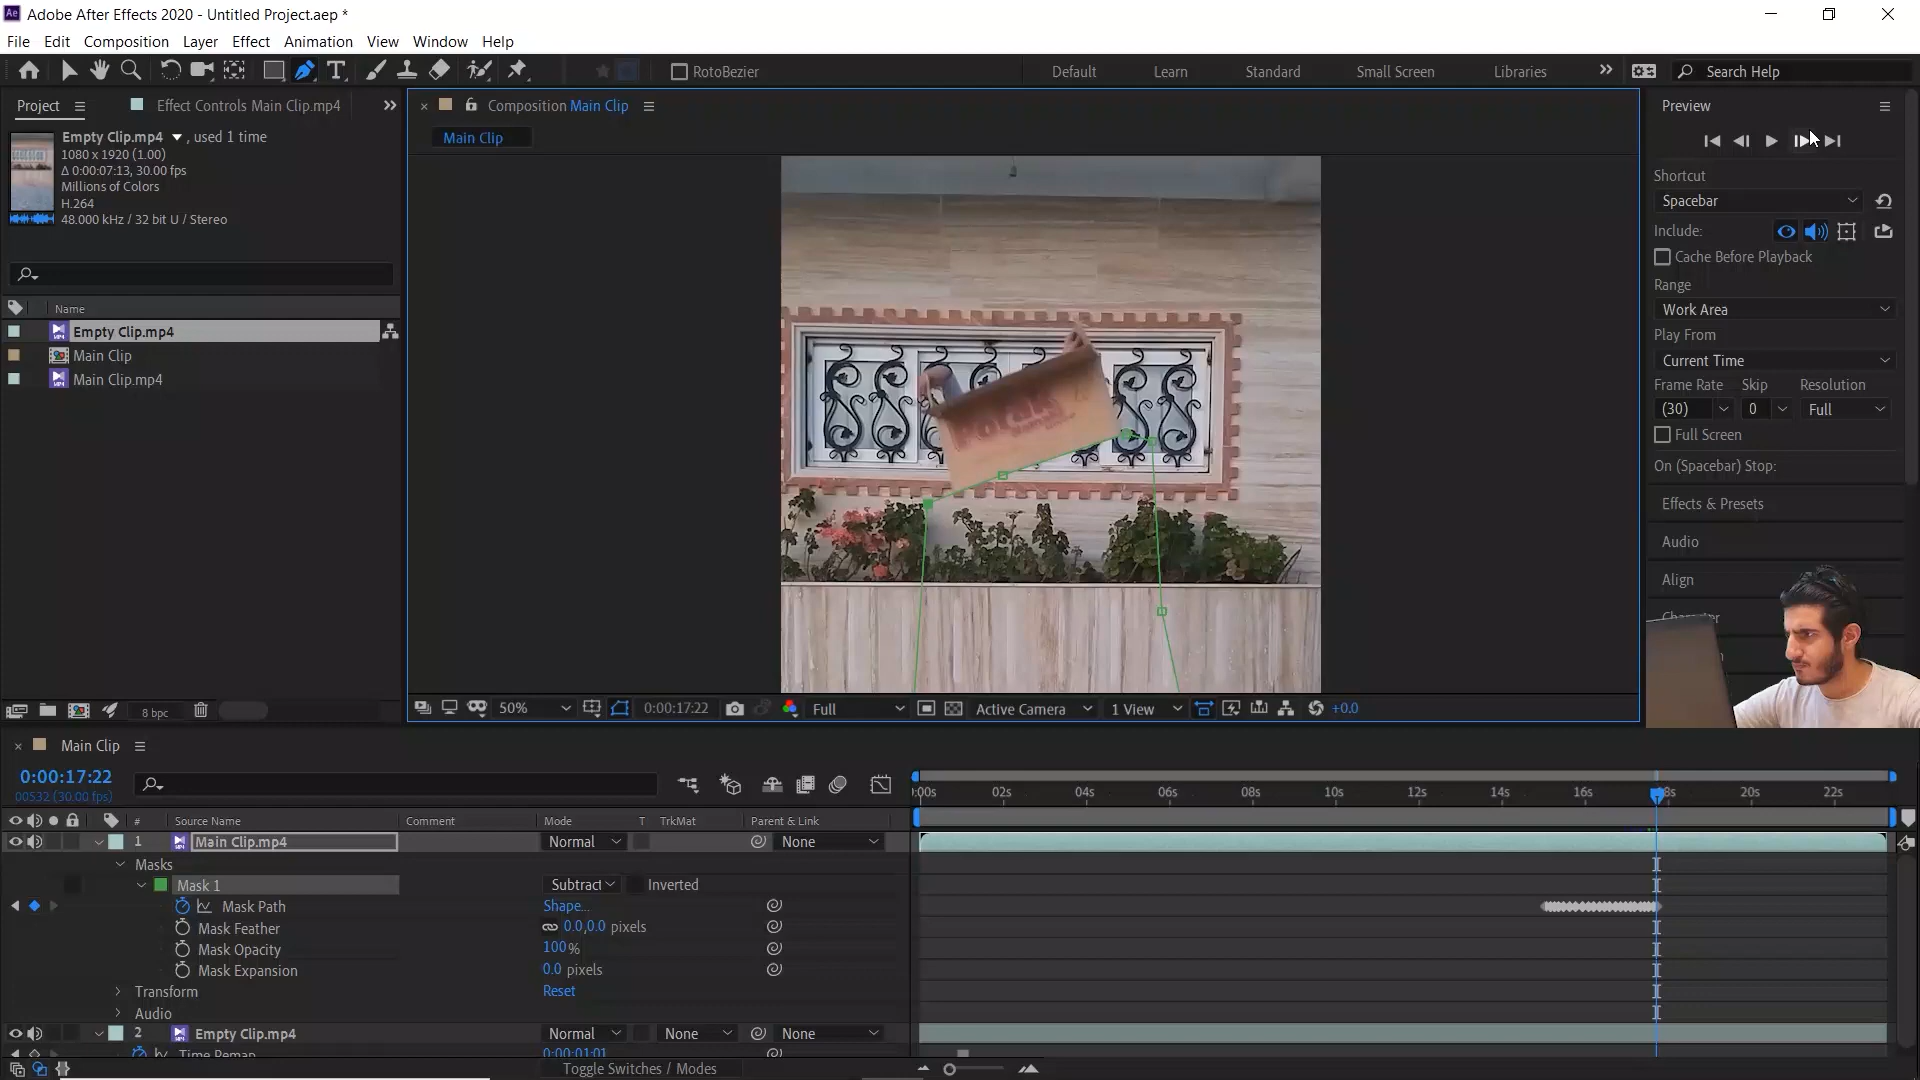 Adobe After Effects 2020 - Untitled Project.aep *
File Edit Composition Layer Effect Animation View Window Help
RotoBezier Default Learn Standard Small Screen Libraries Search Help
Project Effect Controls Main Clip.mp4
Composition Main Clip
Preview
Empty Clip.mp4 , used 1 time
1080 x 1920 (1.00)
Δ 0:00:07:13, 30.00 fps
Millions of Colors
H.264
48.000 kHz / 32 bit U / Stereo
Main Clip
Shortcut
Spacebar
Include:
Cache Before Playback
Range
Work Area
Play From
Current Time
Frame Rate Skip Resolution
(30) 0 Full
Full Screen
On (Spacebar) Stop:
Effects & Presets
Audio
Align
Name
Empty Clip.mp4
Main Clip
Main Clip.mp4
8 bpc
50% 0:00:17:22 Full Active Camera 1 View +0.0
Main Clip
0:00:17:22
00532 (30.00 fps)
:00s 02s 04s 06s 08s 10s 12s 14s 16s 8s 20s 22s
# Source Name Comment Mode T TrkMat Parent & Link
1 Main Clip.mp4 Normal None
Masks
Mask 1 Subtract Inverted
Mask Path Shape...
Mask Feather 0.0,0.0 pixels
Mask Opacity 100 %
Mask Expansion 0.0 pixels
Transform Reset
Audio
2 Empty Clip.mp4 Normal None None
Time Remap 0:00:01:01
Toggle Switches / Modes